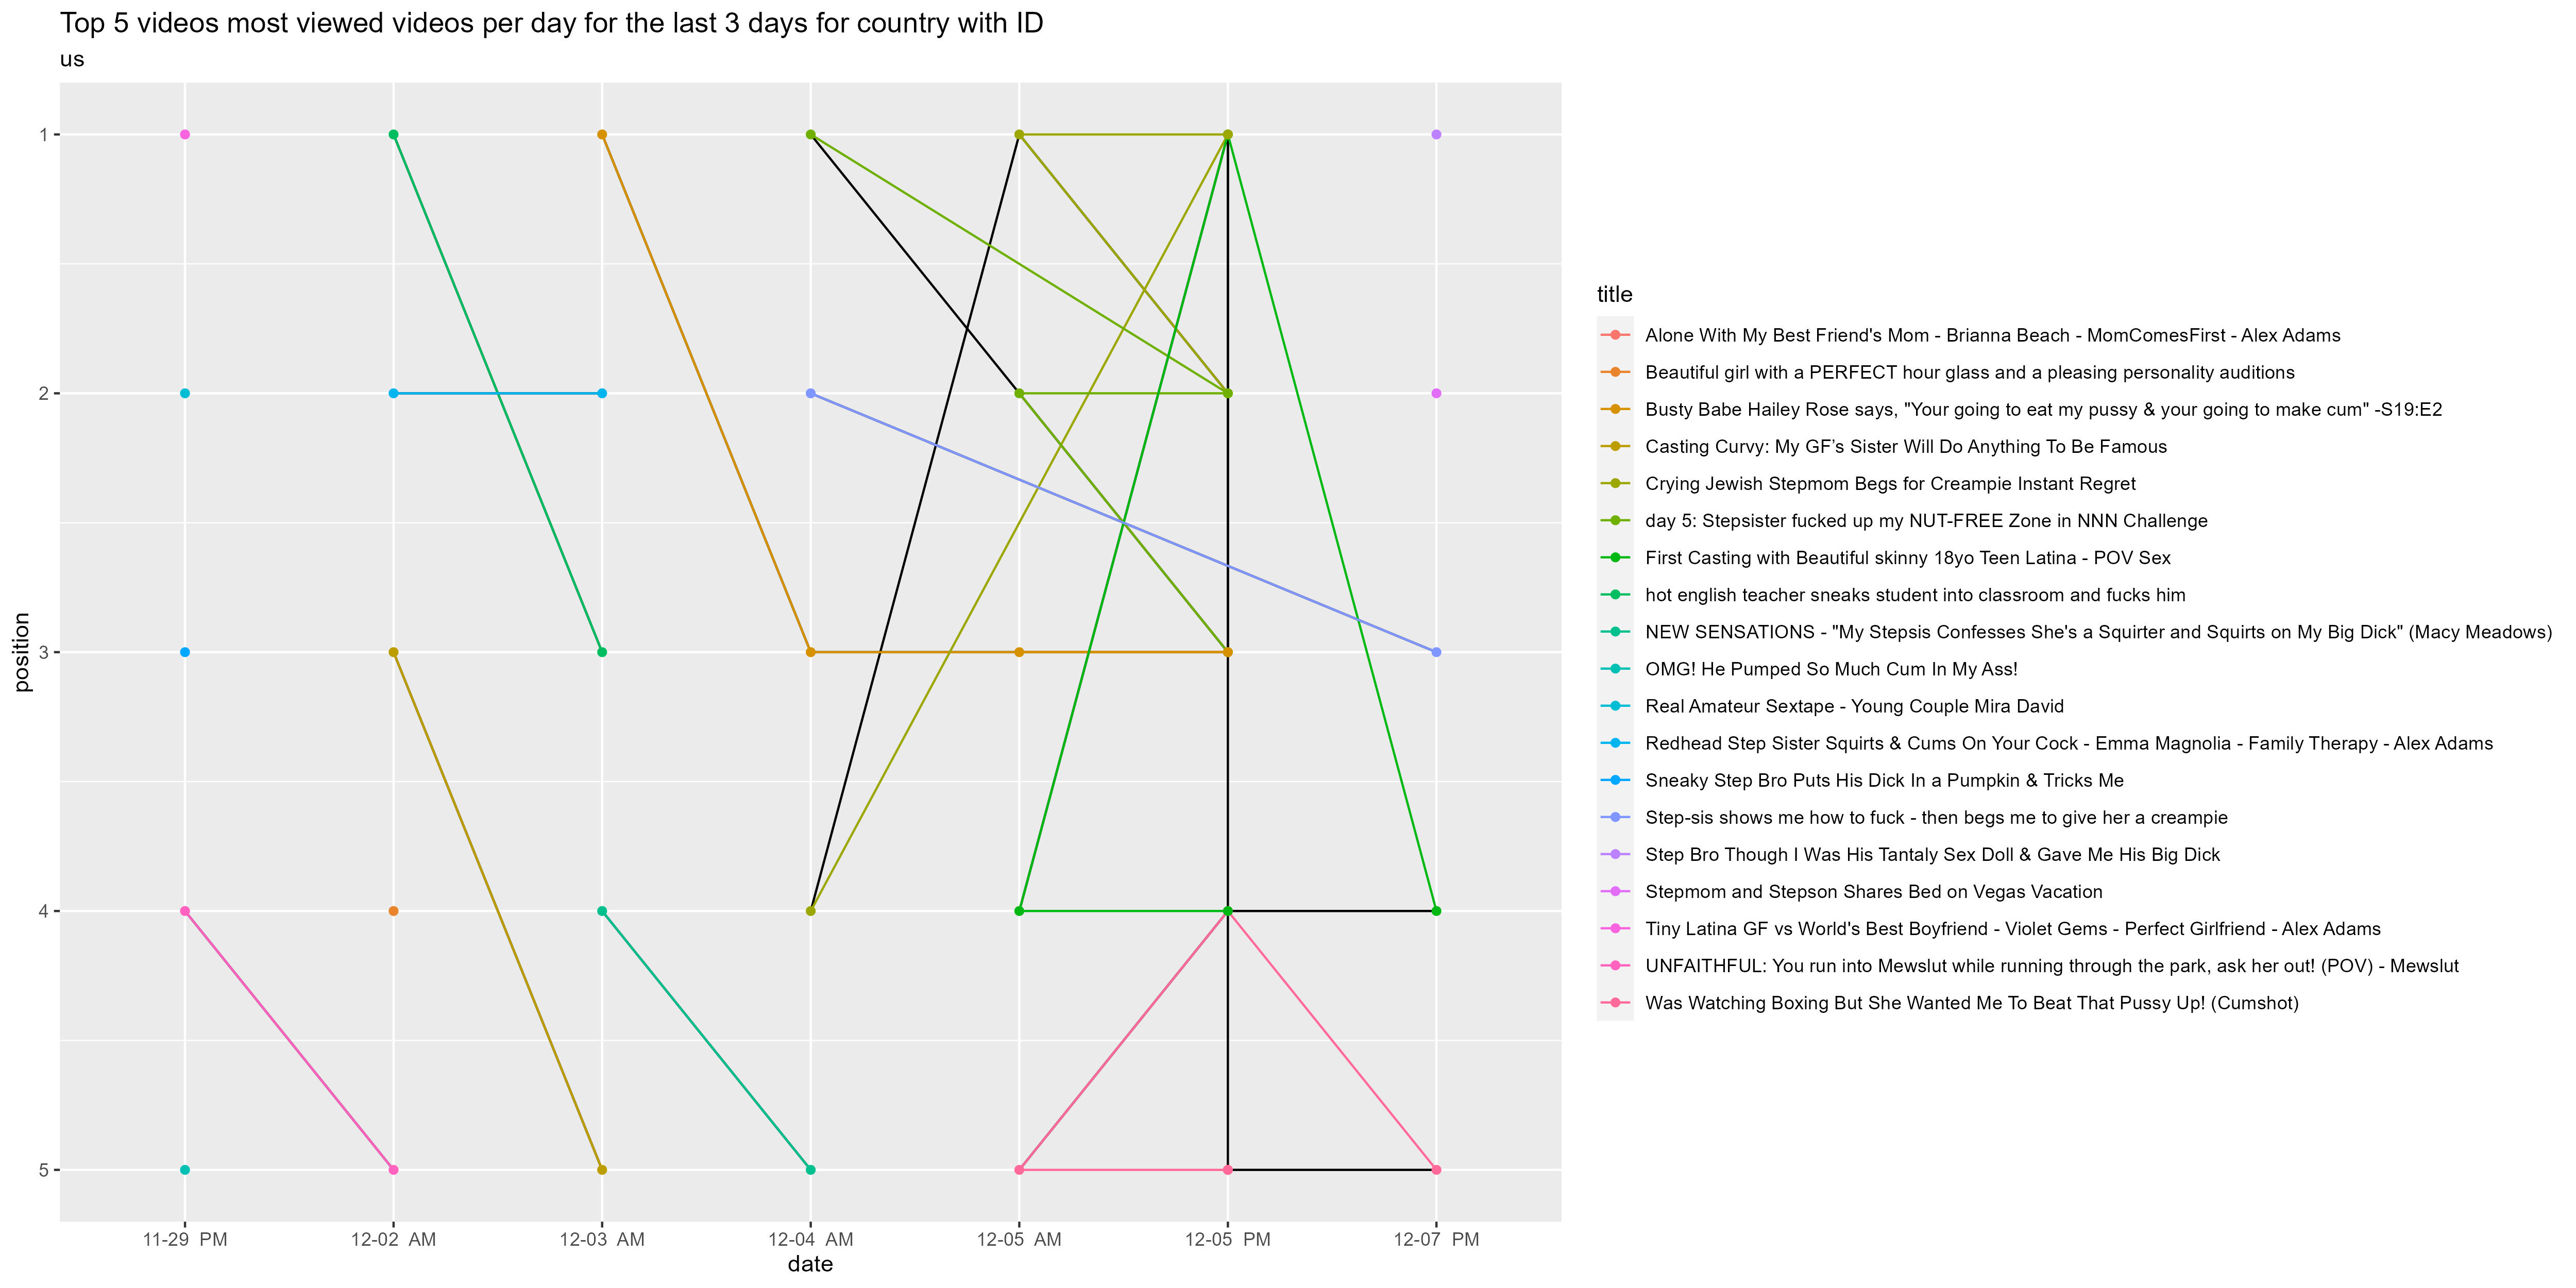 Top 5 videos most viewed videos per day for the last 3 days for country with ID
us
1
2
3
4
5
position
11-29 PM
12-02 AM
12-03 AM
12-04 AM
12-05 AM
12-05 PM
12-07 PM
date
title
Alone With My Best Friend's Mom - Brianna Beach - MomComesFirst - Alex Adams
Beautiful girl with a PERFECT hour glass and a pleasing personality auditions
Busty Babe Hailey Rose says, "Your going to eat my pussy & your going to make cum" -S19:E2
Casting Curvy: My GF's Sister Will Do Anything To Be Famous
Crying Jewish Stepmom Begs for Creampie Instant Regret
day 5: Stepsister fucked up my NUT-FREE Zone in NNN Challenge
First Casting with Beautiful skinny 18yo Teen Latina - POV Sex
hot english teacher sneaks student into classroom and fucks him
NEW SENSATIONS - "My Stepsis Confesses She's a Squirter and Squirts on My Big Dick" (Macy Meadows)
OMG! He Pumped So Much Cum In My Ass!
Real Amateur Sextape - Young Couple Mira David
Redhead Step Sister Squirts & Cums On Your Cock - Emma Magnolia - Family Therapy - Alex Adams
Sneaky Step Bro Puts His Dick In a Pumpkin & Tricks Me
Step-sis shows me how to fuck - then begs me to give her a creampie
Step Bro Though I Was His Tantaly Sex Doll & Gave Me His Big Dick
Stepmom and Stepson Shares Bed on Vegas Vacation
Tiny Latina GF vs World's Best Boyfriend - Violet Gems - Perfect Girlfriend - Alex Adams
UNFAITHFUL: You run into Mewslut while running through the park, ask her out! (POV) - Mewslut
Was Watching Boxing But She Wanted Me To Beat That Pussy Up! (Cumshot)